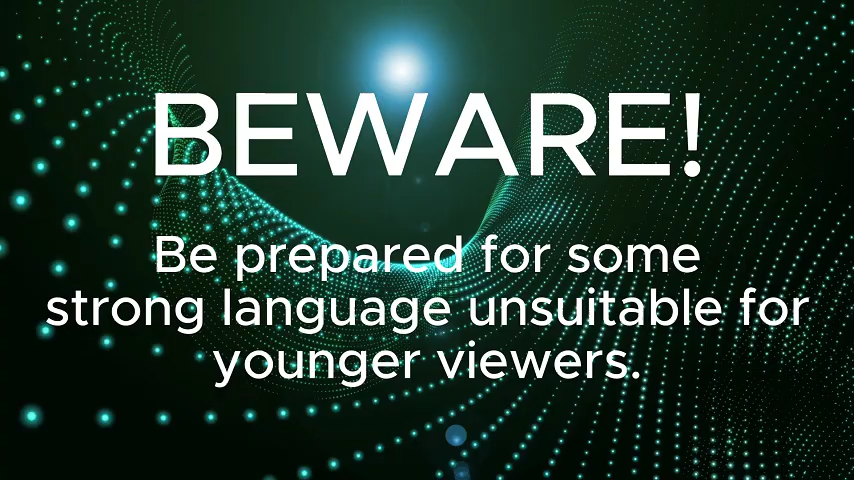 BEWARE!
Be prepared for some
strong language unsuitable for
younger viewers.